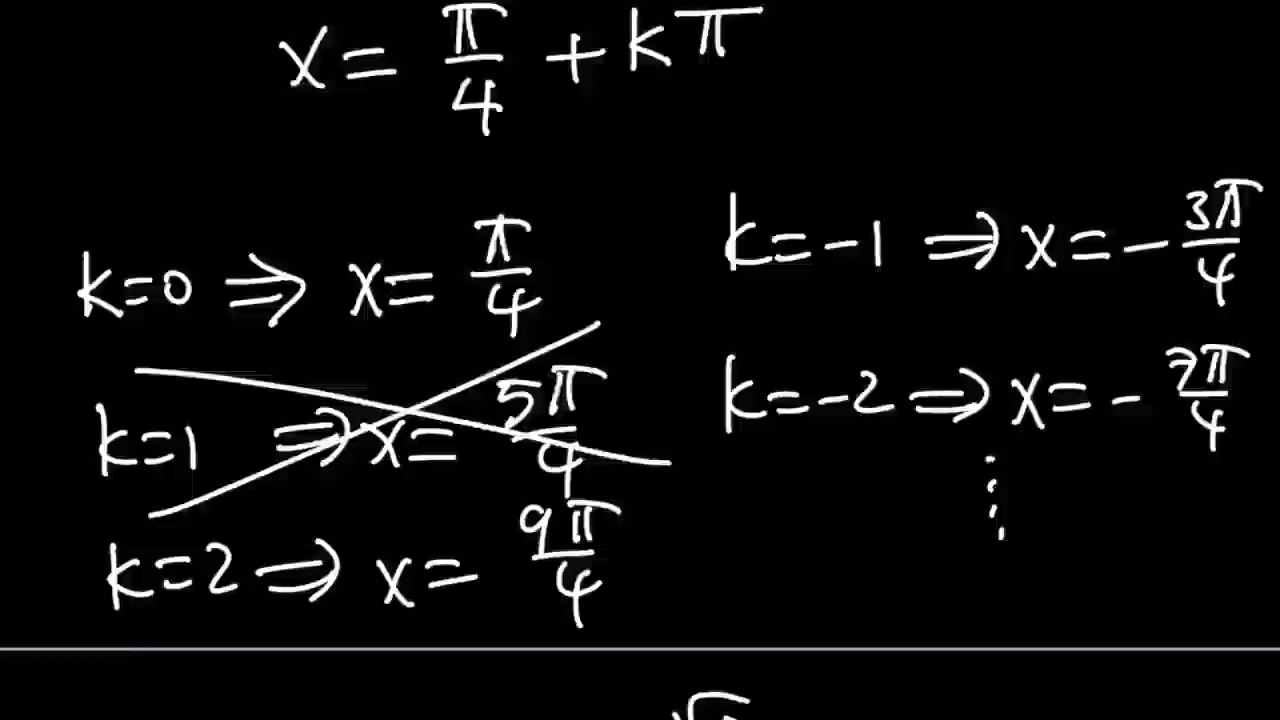 x = π/4 + kπ
k=0 ⇒ x= π/4
k=1 ⇒ x= 5π/4
k=2 ⇒ x= 9π/4
k=-1 ⇒ x=- 3π/4
k=-2 ⇒ x=- 7π/4
⋮